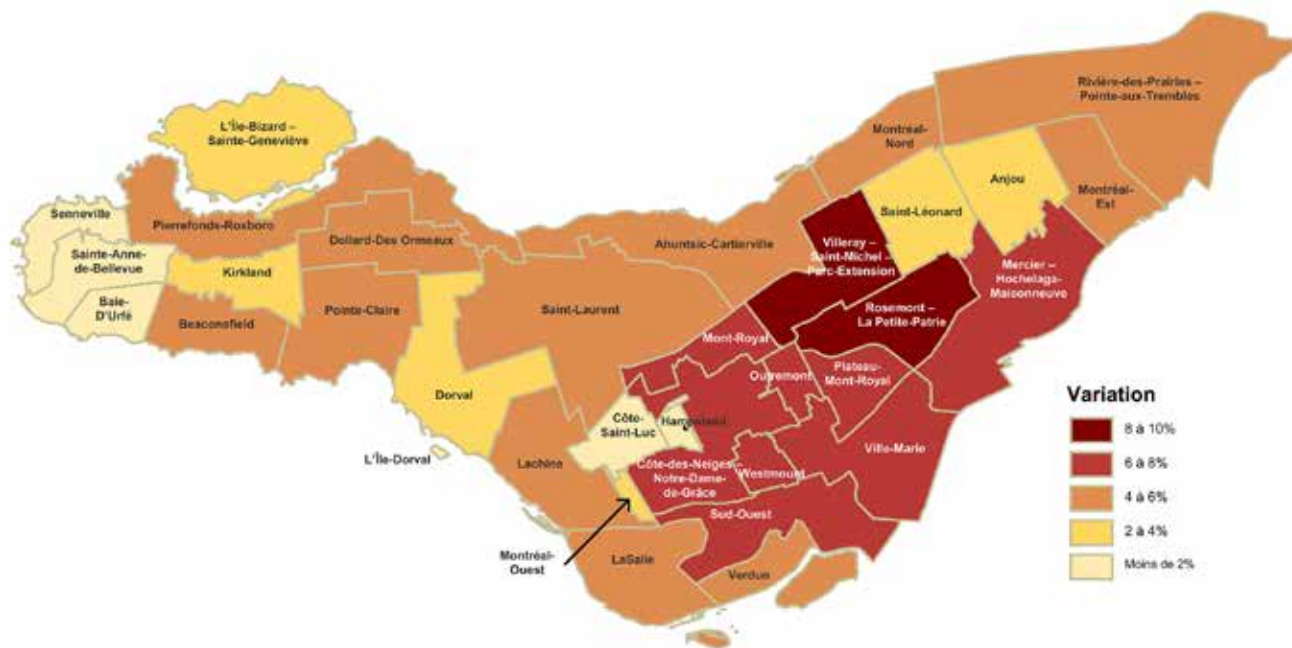 Rivière-des-Prairies –
Pointe-aux-Trembles
L'Île-Bizard –
Sainte-Geneviève
Montréal-
Nord
Anjou
Montréal-
Est
Saint-Léonard
Senneville
Pierrefonds-Roxboro
Dollard-Des Ormeaux
Ahuntsic-Cartierville
Villeray –
Saint-Michel –
Parc-Extension
Sainte-Anne-
de-Bellevue
Kirkland
Mercier –
Hochelaga-
Maisonneuve
Baie-
D'Urfé
Beaconsfield
Pointe-Claire
Saint-Laurent
Rosemont –
La Petite-Patrie
Mont-Royal
Outremont
Plateau-
Mont-Royal
Dorval
Côte-
Saint-Luc
Hampstead
Ville-Marie
L'Île-Dorval
Lachine
Côte-des-Neiges –
Notre-Dame-
de-Grâce
Westmount
Sud-Ouest
Montréal-
Ouest
LaSalle
Verdun
Variation
8 à 10%
6 à 8%
4 à 6%
2 à 4%
Moins de 2%